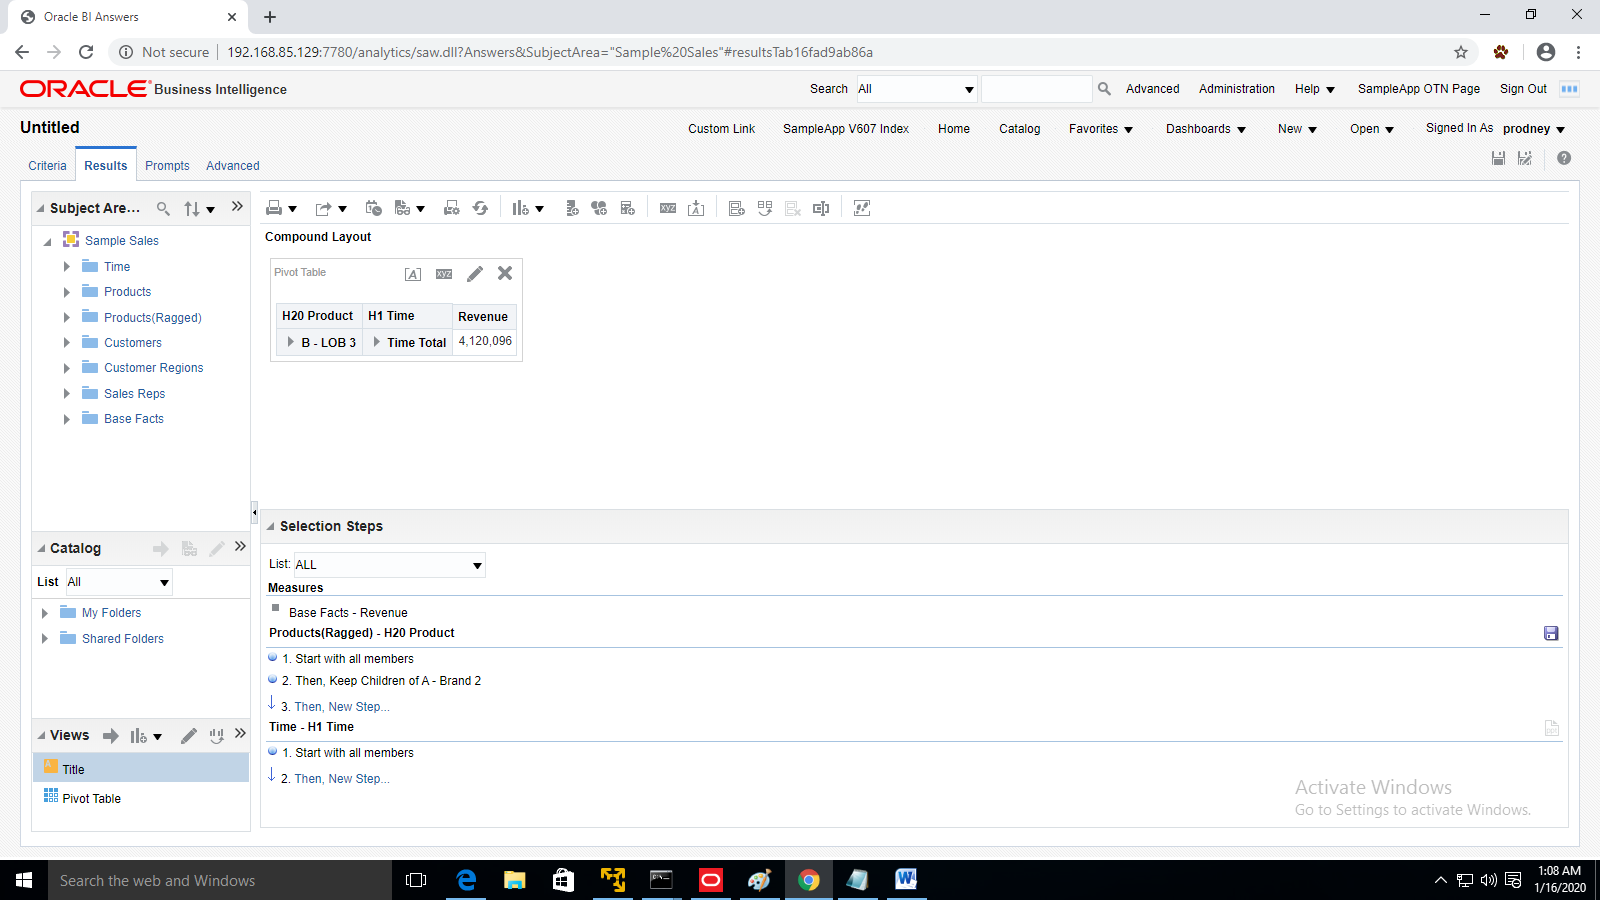 Oracle BI Answers
Not secure
192.168.85.129:7780/analytics/saw.dll?Answers&SubjectArea="Sample%20Sales"#resultsTab16fad9ab86a
ORACLE Business Intelligence
Search All Advanced Administration Help SampleApp OTN Page Sign Out
Untitled
Custom Link SampleApp V607 Index Home Catalog Favorites Dashboards New Open Signed In As prodney
Criteria Results Prompts Advanced
Subject Are...
Sample Sales
Time
Products
Products(Ragged)
Customers
Customer Regions
Sales Reps
Base Facts
Compound Layout
Pivot Table
H20 Product H1 Time Revenue
B - LOB 3 Time Total 4,120,096
Catalog
List All
My Folders
Shared Folders
Views
Title
Pivot Table
Selection Steps
List: ALL
Measures
Base Facts - Revenue
Products(Ragged) - H20 Product
1. Start with all members
2. Then, Keep Children of A - Brand 2
3. Then, New Step...
Time - H1 Time
1. Start with all members
2. Then, New Step...
Activate Windows
Go to Settings to activate Windows.
Search the web and Windows
1:08 AM
1/16/2020